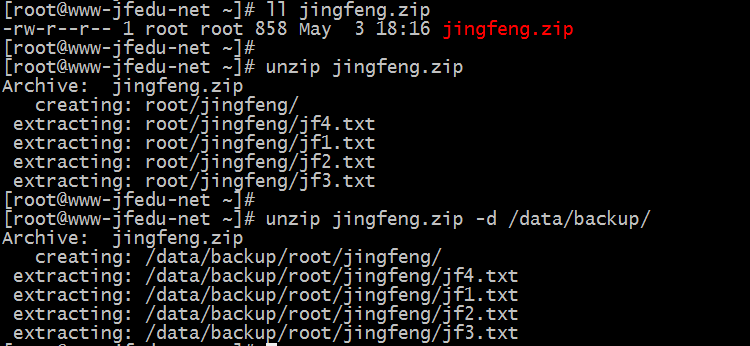 [root@www-jfedu-net ~]# ll jingfeng.zip
-rw-r--r-- 1 root root 858 May  3 18:16 jingfeng.zip
[root@www-jfedu-net ~]#
[root@www-jfedu-net ~]# unzip jingfeng.zip
Archive:  jingfeng.zip
   creating: root/jingfeng/
 extracting: root/jingfeng/jf4.txt
 extracting: root/jingfeng/jf1.txt
 extracting: root/jingfeng/jf2.txt
 extracting: root/jingfeng/jf3.txt
[root@www-jfedu-net ~]#
[root@www-jfedu-net ~]# unzip jingfeng.zip -d /data/backup/
Archive:  jingfeng.zip
   creating: /data/backup/root/jingfeng/
 extracting: /data/backup/root/jingfeng/jf4.txt
 extracting: /data/backup/root/jingfeng/jf1.txt
 extracting: /data/backup/root/jingfeng/jf2.txt
 extracting: /data/backup/root/jingfeng/jf3.txt